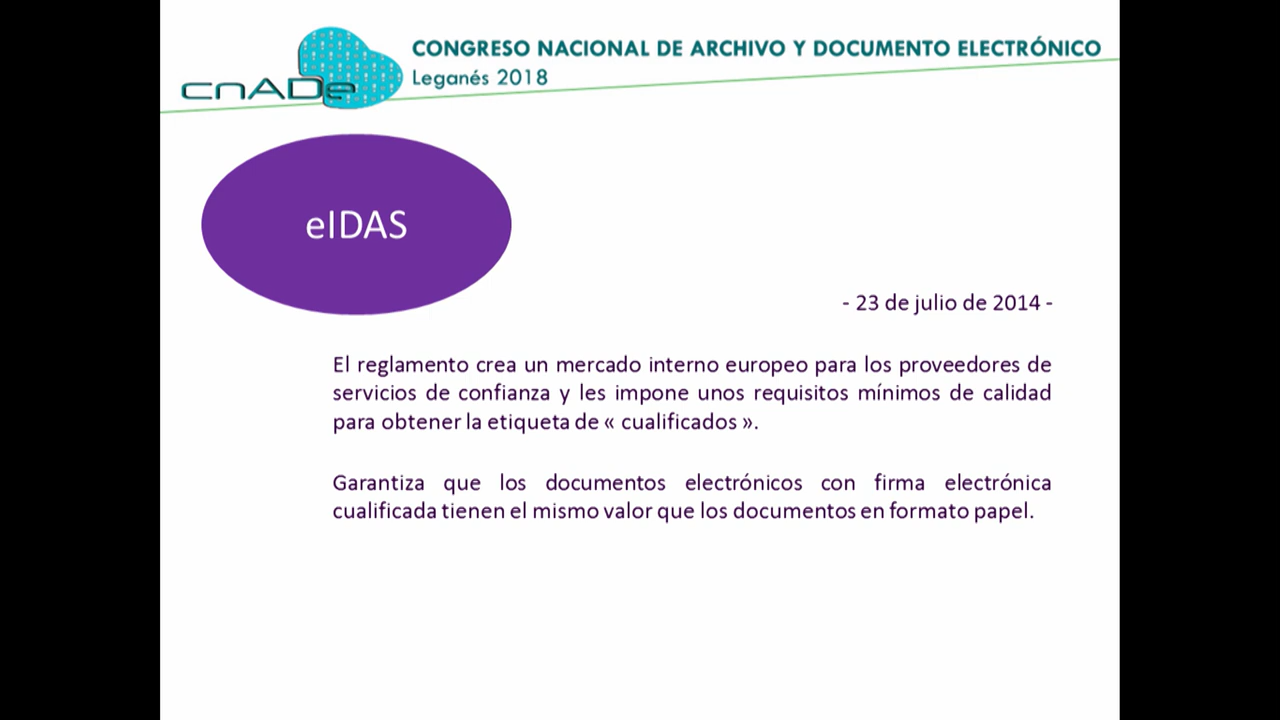 CONGRESO NACIONAL DE ARCHIVO Y DOCUMENTO ELECTRÓNICO
cnADe
Leganés 2018
eIDAS
- 23 de julio de 2014 -
El reglamento crea un mercado interno europeo para los proveedores de
servicios de confianza y les impone unos requisitos mínimos de calidad
para obtener la etiqueta de « cualificados ».
Garantiza que los documentos electrónicos con firma electrónica
cualificada tienen el mismo valor que los documentos en formato papel.